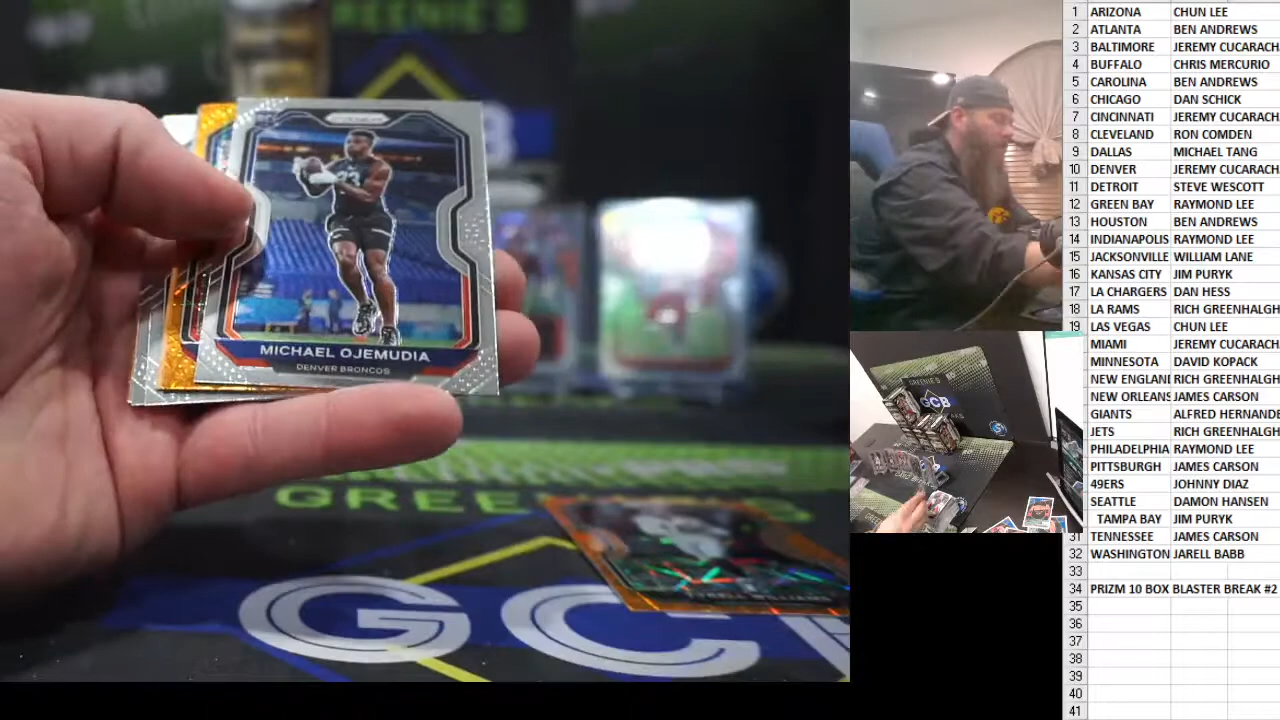 GREENIE'S
PRIZM
23
MICHAEL OJEMUDIA
DENVER BRONCOS
GCB
1 ARIZONA CHUN LEE
2 ATLANTA BEN ANDREWS
3 BALTIMORE JEREMY CUCARACH
4 BUFFALO CHRIS MERCURIO
5 CAROLINA BEN ANDREWS
6 CHICAGO DAN SCHICK
7 CINCINNATI JEREMY CUCARACH
8 CLEVELAND RON COMDEN
9 DALLAS MICHAEL TANG
10 DENVER JEREMY CUCARACH
11 DETROIT STEVE WESCOTT
12 GREEN BAY RAYMOND LEE
13 HOUSTON BEN ANDREWS
14 INDIANAPOLIS RAYMOND LEE
15 JACKSONVILLE WILLIAM LANE
16 KANSAS CITY JIM PURYK
17 LA CHARGERS DAN HESS
18 LA RAMS RICH GREENHALGH
19 LAS VEGAS CHUN LEE
MIAMI JEREMY CUCARACH
MINNESOTA DAVID KOPACK
NEW ENGLAND RICH GREENHALGH
NEW ORLEANS JAMES CARSON
GIANTS ALFRED HERNANDE
JETS RICH GREENHALGH
PHILADELPHIA RAYMOND LEE
PITTSBURGH JAMES CARSON
49ERS JOHNNY DIAZ
SEATTLE DAMON HANSEN
TAMPA BAY JIM PURYK
31 TENNESSEE JAMES CARSON
32 WASHINGTON JARELL BABB
33
34 PRIZM 10 BOX BLASTER BREAK #2
35
36
37
38
39
40
41
GREENIE'S
GCB